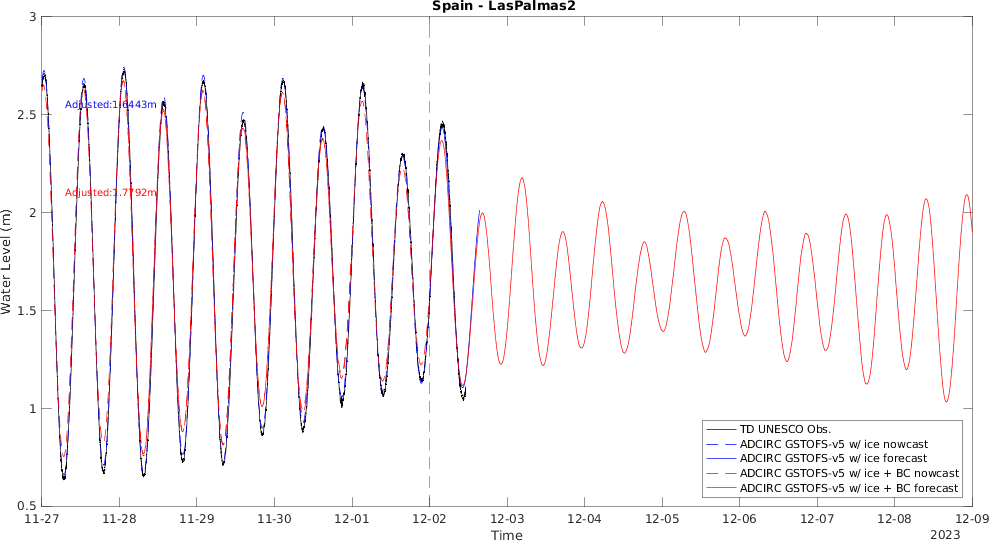 Spain - LasPalmas2
3
2.5
2
1.5
1
0.5
Water Level (m)
Adjusted:1.6443m
Adjusted:1.7792m
TD UNESCO Obs.
ADCIRC GSTOFS-v5 w/ ice nowcast
ADCIRC GSTOFS-v5 w/ ice forecast
ADCIRC GSTOFS-v5 w/ ice + BC nowcast
ADCIRC GSTOFS-v5 w/ ice + BC forecast
11-27 11-28 11-29 11-30 12-01 12-02 12-03 12-04 12-05 12-06 12-07 12-08 12-09
Time
2023